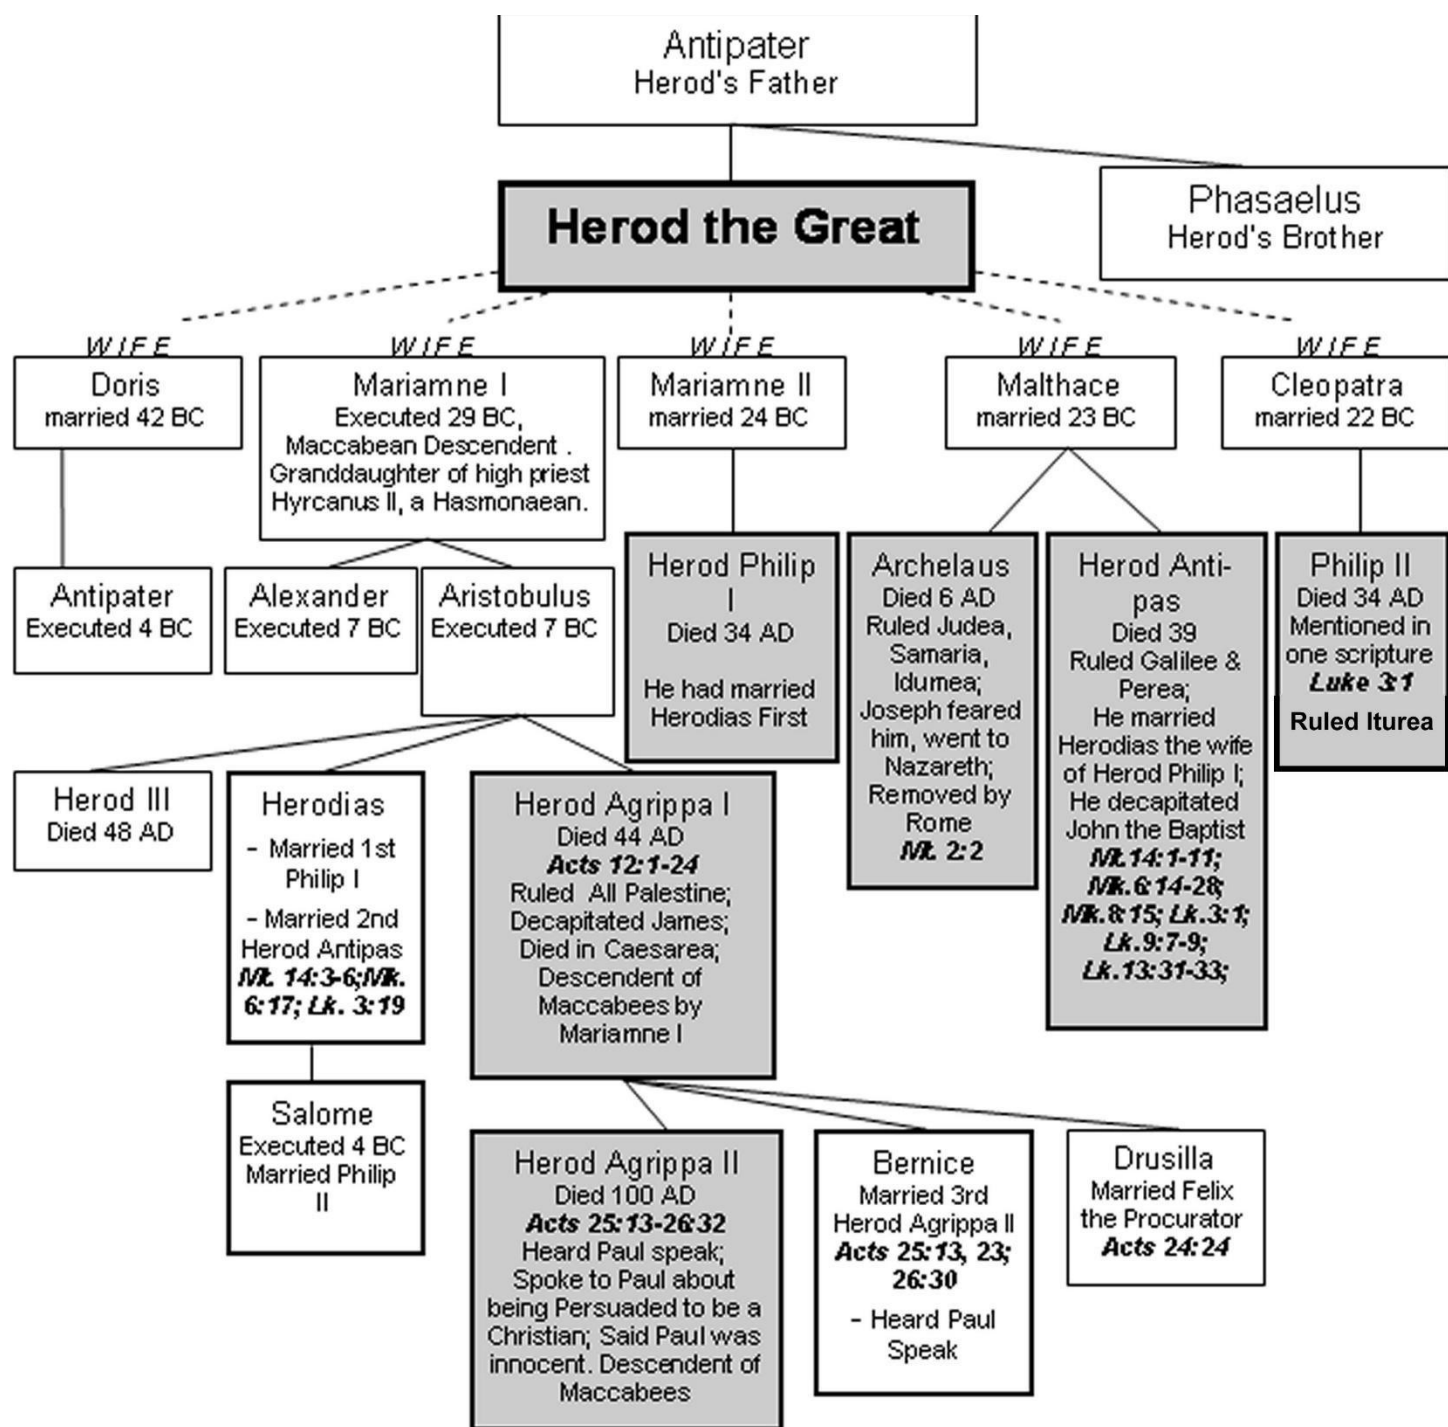 Antipater
Herod's Father
Phasaelus
Herod's Brother
Herod the Great
WIFE
Doris
married 42 BC
WIFE
Mariamne I
Executed 29 BC,
Maccabean Descendent .
Granddaughter of high priest
Hyrcanus II, a Hasmonaean.
WIFE
Mariamne II
married 24 BC
WIFE
Malthace
married 23 BC
WIFE
Cleopatra
married 22 BC
Antipater
Executed 4 BC
Alexander
Executed 7 BC
Aristobulus
Executed 7 BC
Herod Philip
I
Died 34 AD
He had married
Herodias First
Archelaus
Died 6 AD
Ruled Judea,
Samaria,
Idumea;
Joseph feared
him, went to
Nazareth;
Removed by
Rome
Mt. 2:2
Herod Anti-
pas
Died 39
Ruled Galilee &
Perea;
He married
Herodias the wife
of Herod Philip I;
He decapitated
John the Baptist
Mt.14:1-11;
Mk.6:14-28;
Mk.8:15; Lk.3:1;
Lk.9:7-9;
Lk.13:31-33;
Philip II
Died 34 AD
Mentioned in
one scripture
Luke 3:1
Ruled Iturea
Herod III
Died 48 AD
Herodias
- Married 1st
Philip I
- Married 2nd
Herod Antipas
Mt. 14:3-6;Mk.
6:17; Lk. 3:19
Herod Agrippa I
Died 44 AD
Acts 12:1-24
Ruled All Palestine;
Decapitated James;
Died in Caesarea;
Descendent of
Maccabees by
Mariamne I
Salome
Executed 4 BC
Married Philip
II
Herod Agrippa II
Died 100 AD
Acts 25:13-26:32
Heard Paul speak;
Spoke to Paul about
being Persuaded to be a
Christian; Said Paul was
innocent. Descendent of
Maccabees
Bernice
Married 3rd
Herod Agrippa II
Acts 25:13, 23;
26:30
- Heard Paul
Speak
Drusilla
Married Felix
the Procurator
Acts 24:24